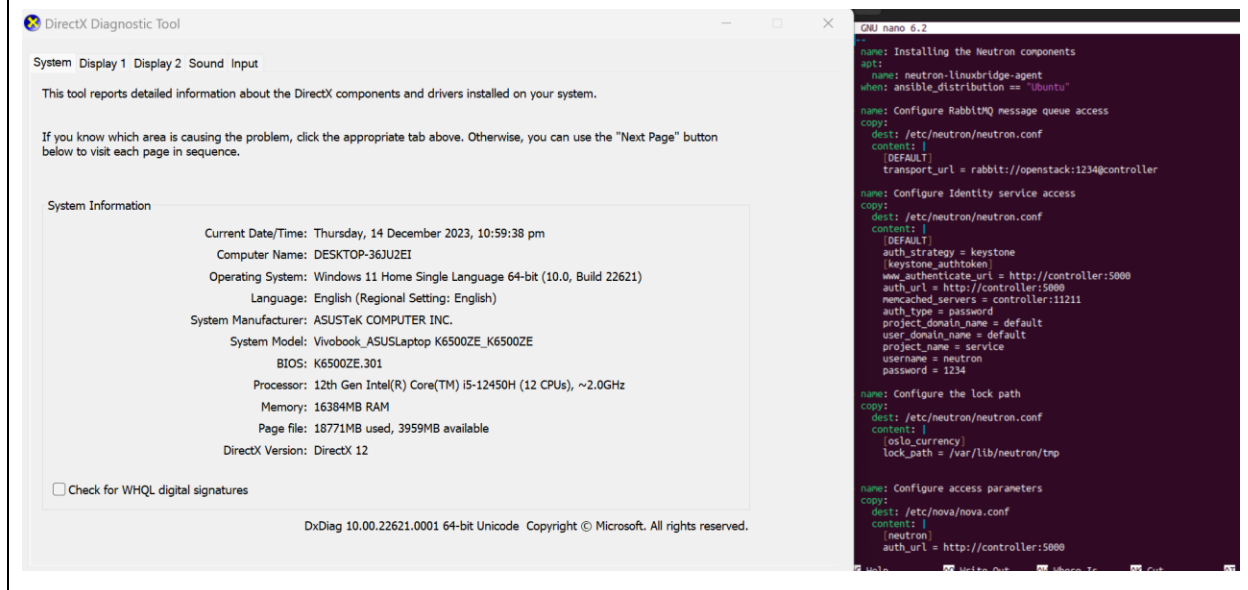 DirectX Diagnostic Tool
System Display 1 Display 2 Sound Input
This tool reports detailed information about the DirectX components and drivers installed on your system.
If you know which area is causing the problem, click the appropriate tab above. Otherwise, you can use the "Next Page" button
below to visit each page in sequence.
System Information
Current Date/Time: Thursday, 14 December 2023, 10:59:38 pm
Computer Name: DESKTOP-36JU2EI
Operating System: Windows 11 Home Single Language 64-bit (10.0, Build 22621)
Language: English (Regional Setting: English)
System Manufacturer: ASUSTeK COMPUTER INC.
System Model: Vivobook_ASUSLaptop K6500ZE_K6500ZE
BIOS: K6500ZE.301
Processor: 12th Gen Intel(R) Core(TM) i5-12450H (12 CPUs), ~2.0GHz
Memory: 16384MB RAM
Page file: 18771MB used, 3959MB available
DirectX Version: DirectX 12
Check for WHQL digital signatures
DxDiag 10.00.22621.0001 64-bit Unicode Copyright © Microsoft. All rights reserved.
GNU nano 6.2
--
name: Installing the Neutron components
apt:
name: neutron-linuxbridge-agent
when: ansible_distribution == "Ubuntu"
name: Configure RabbitMQ message queue access
copy:
dest: /etc/neutron/neutron.conf
content: |
[DEFAULT]
transport_url = rabbit://openstack:1234@controller
name: Configure Identity service access
copy:
dest: /etc/neutron/neutron.conf
content: |
[DEFAULT]
auth_strategy = keystone
[keystone_authtoken]
www_authenticate_uri = http://controller:5000
auth_url = http://controller:5000
memcached_servers = controller:11211
auth_type = password
project_domain_name = default
user_domain_name = default
project_name = service
username = neutron
password = 1234
name: Configure the lock path
copy:
dest: /etc/neutron/neutron.conf
content: |
[oslo_currency]
lock_path = /var/lib/neutron/tmp
name: Configure access parameters
copy:
dest: /etc/nova/nova.conf
content: |
[neutron]
auth_url = http://controller:5000
Help Write Out Where Is Cut